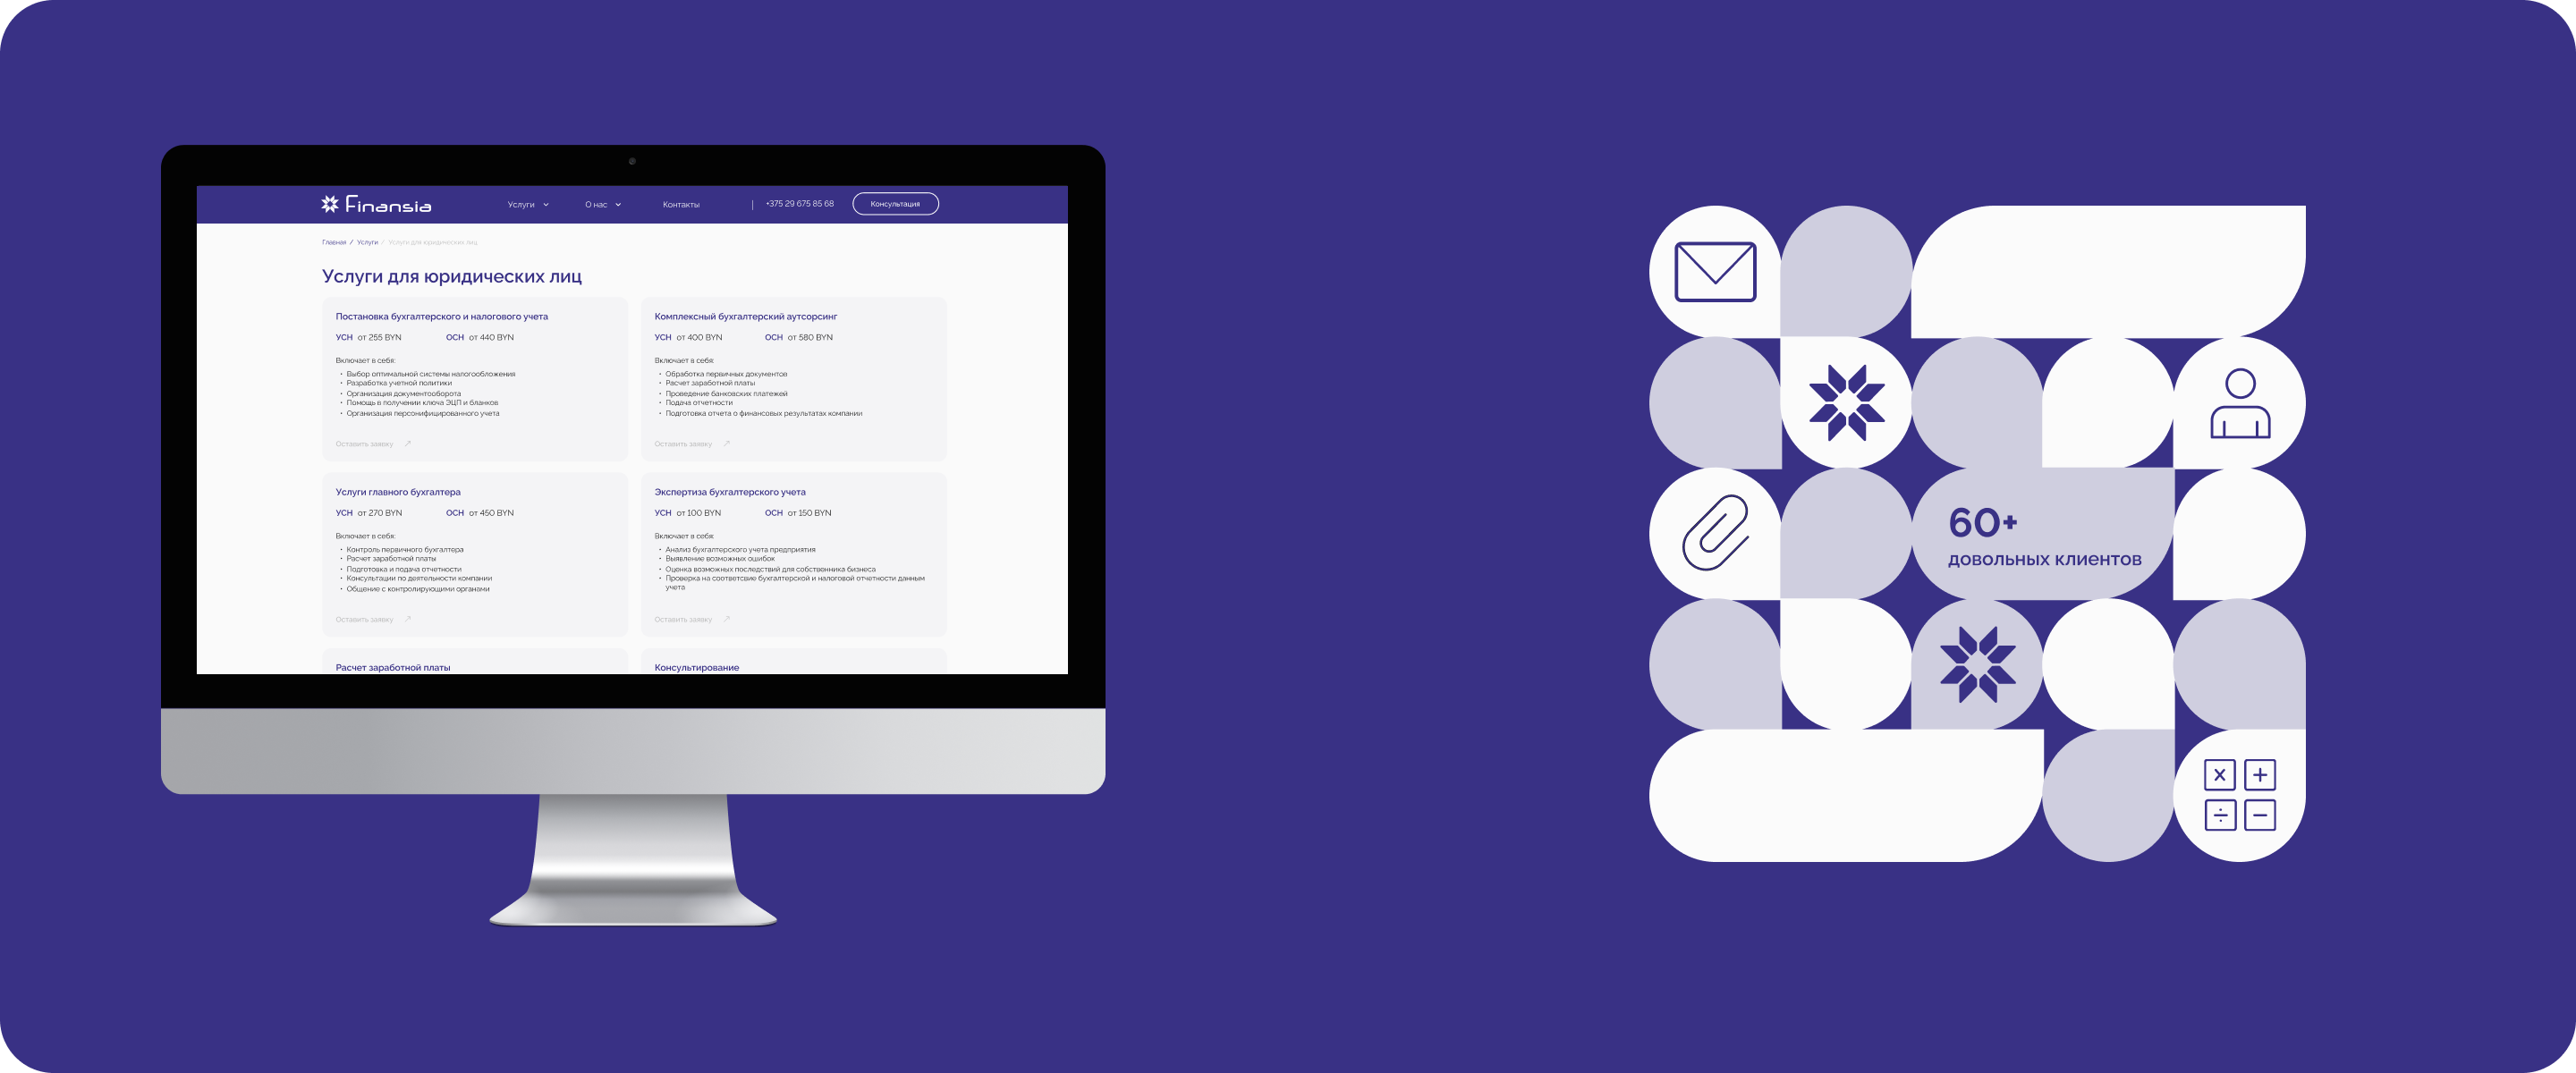 Finansia
Услуги
О нас
Контакты
+375 29 675 85 68
Консультация
Главная / Услуги / Услуги для юридических лиц
Услуги для юридических лиц
Постановка бухгалтерского и налогового учета
УСН от 255 BYN ОСН от 440 BYN
Включает в себя:
• Выбор оптимальной системы налогообложения
• Разработка учетной политики
• Организация документооборота
• Помощь в получении ключа ЭЦП и бланков
• Организация персонифицированного учета
Оставить заявку
Комплексный бухгалтерский аутсорсинг
УСН от 400 BYN ОСН от 580 BYN
Включает в себя:
• Обработка первичных документов
• Расчет заработной платы
• Проведение банковских платежей
• Подача отчетности
• Подготовка отчета о финансовых результатах компании
Оставить заявку
Услуги главного бухгалтера
УСН от 270 BYN ОСН от 450 BYN
Включает в себя:
• Контроль первичного бухгалтера
• Расчет заработной платы
• Подготовка и подача отчетности
• Консультации по деятельности компании
• Общение с контролирующими органами
Оставить заявку
Экспертиза бухгалтерского учета
УСН от 100 BYN ОСН от 150 BYN
Включает в себя:
• Анализ бухгалтерского учета предприятия
• Выявление возможных ошибок
• Оценка возможных последствий для собственника бизнеса
• Проверка на соответсвие бухгалтерской и налоговой отчетности данным
учета
Оставить заявку
Расчет заработной платы
Консультирование
60+
довольных клиентов